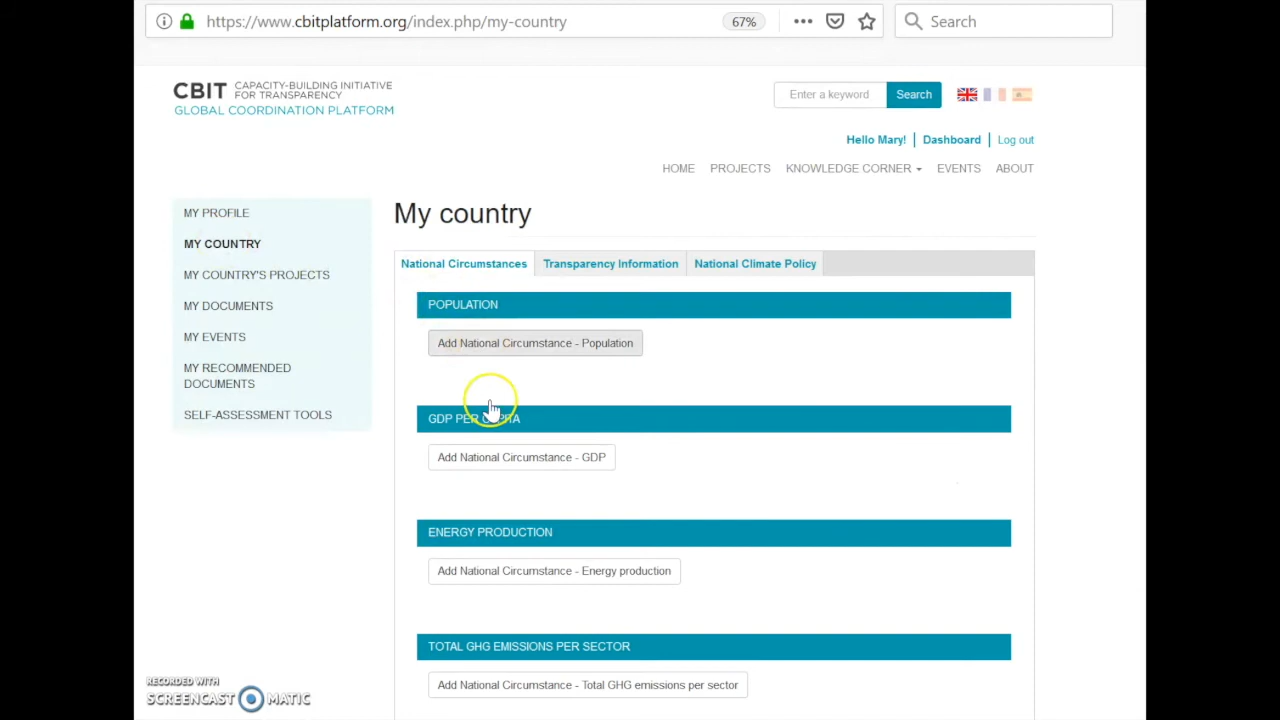 https://www.cbitplatform.org/index.php/my-country
67%
Search
CBIT CAPACITY-BUILDING INITIATIVE
FOR TRANSPARENCY
GLOBAL COORDINATION PLATFORM
Enter a keyword
Search
Hello Mary! Dashboard Log out
HOME PROJECTS KNOWLEDGE CORNER EVENTS ABOUT
MY PROFILE
MY COUNTRY
MY COUNTRY'S PROJECTS
MY DOCUMENTS
MY EVENTS
MY RECOMMENDED
DOCUMENTS
SELF-ASSESSMENT TOOLS
My country
National Circumstances Transparency Information National Climate Policy
POPULATION
Add National Circumstance - Population
GDP PER CAPITA
Add National Circumstance - GDP
ENERGY PRODUCTION
Add National Circumstance - Energy production
TOTAL GHG EMISSIONS PER SECTOR
Add National Circumstance - Total GHG emissions per sector
RECORDED WITH
SCREENCAST MATIC